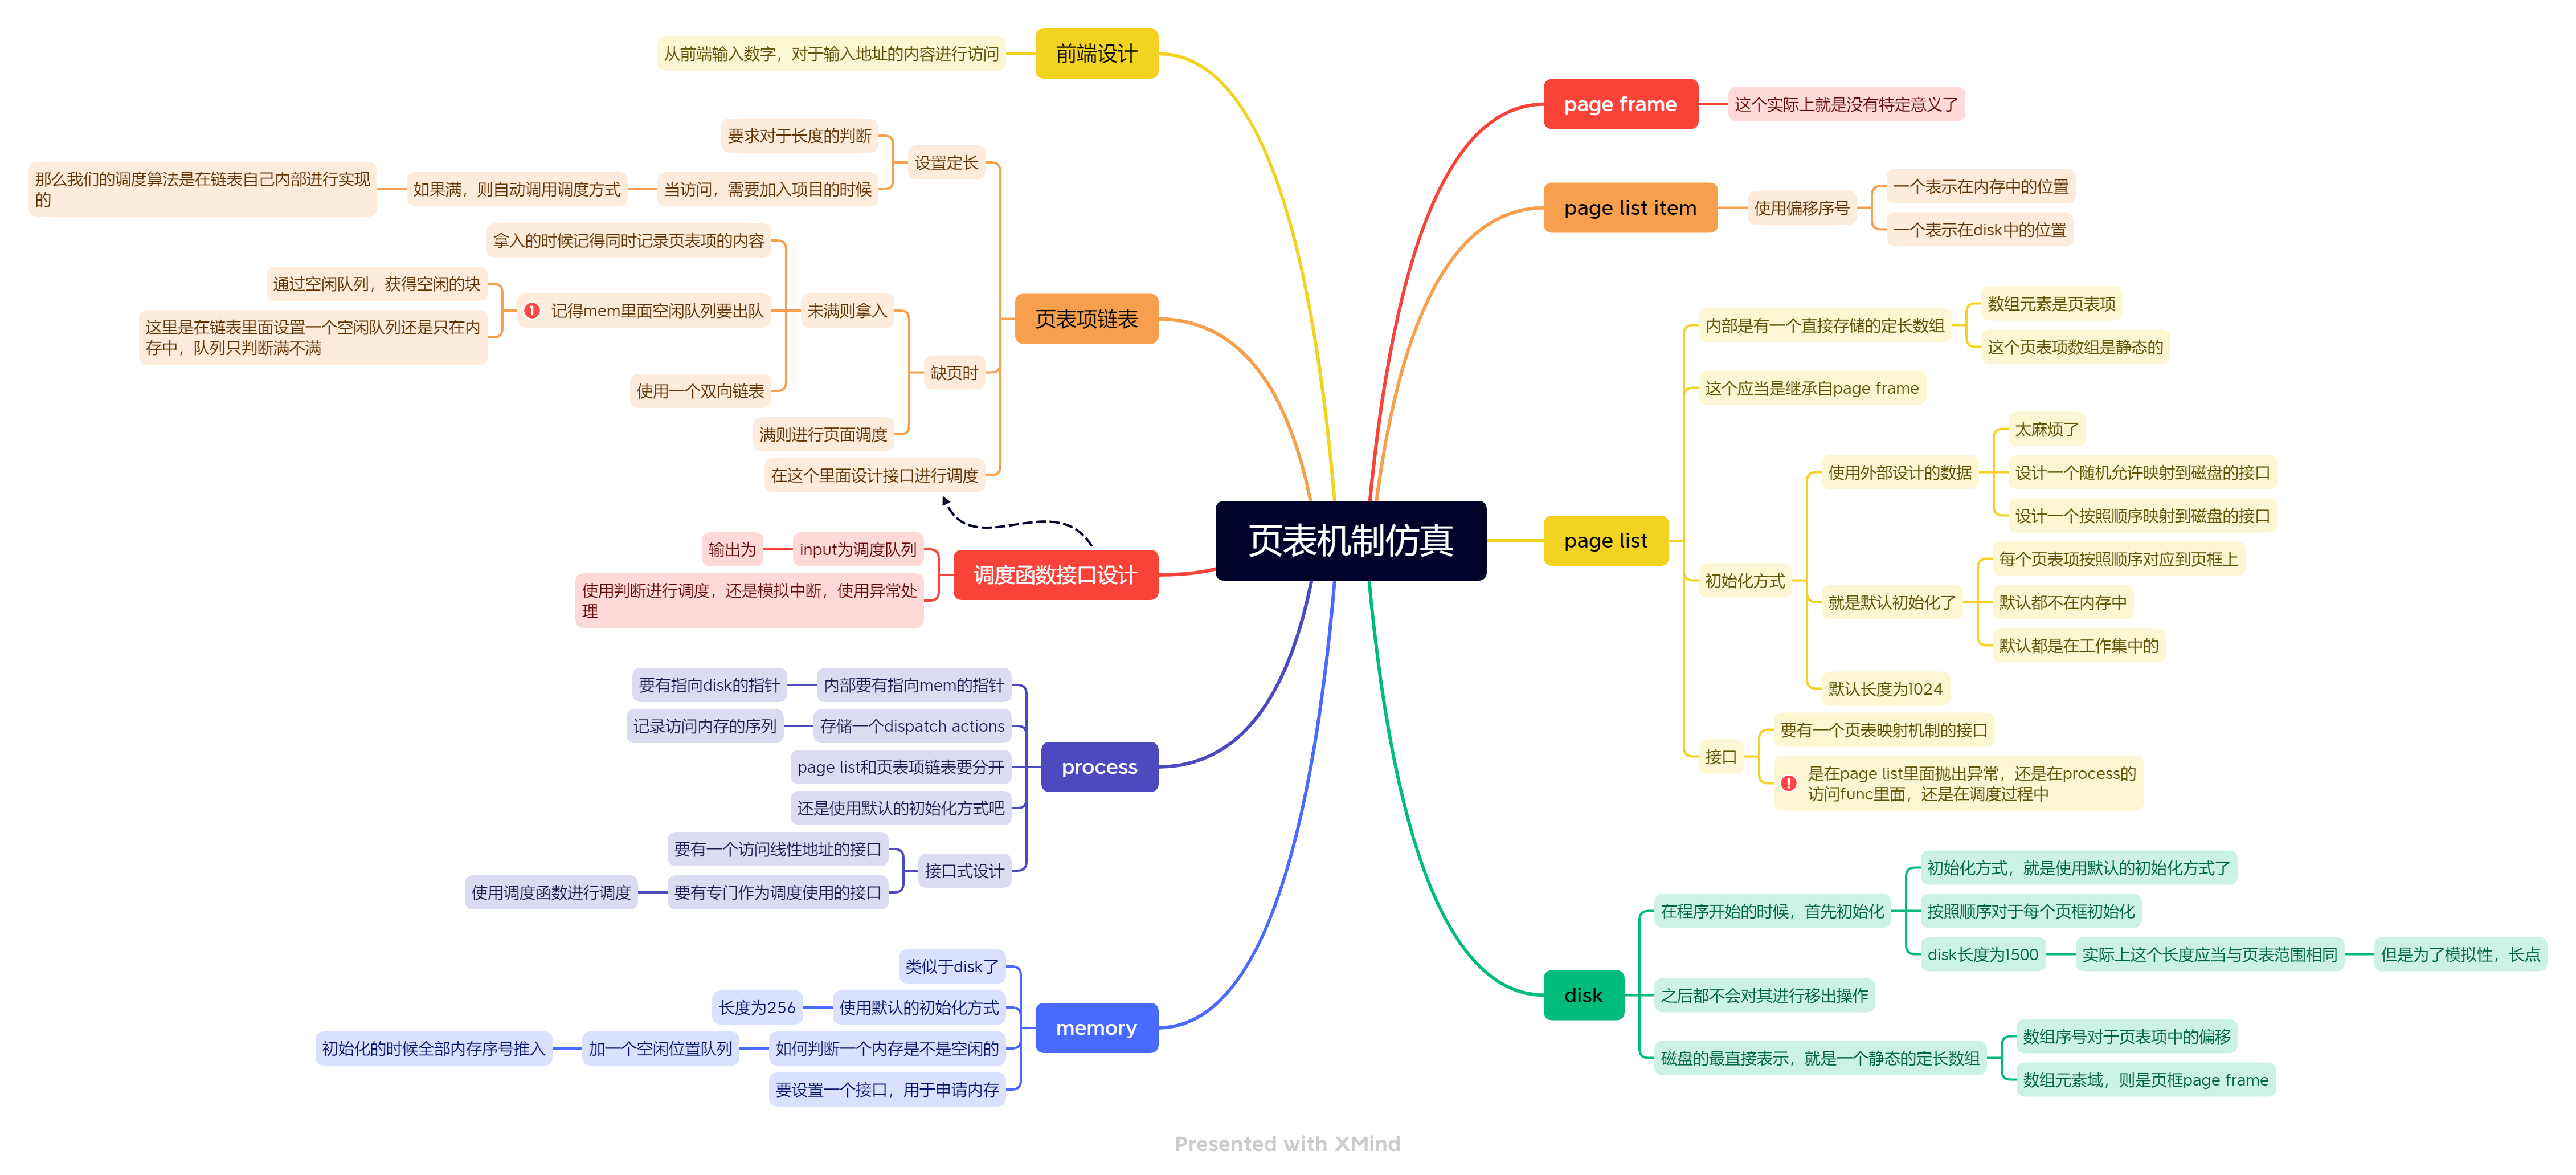 页表机制仿真
page frame
这个实际上就是没有特定意义了
page list item
使用偏移序号
一个表示在内存中的位置
一个表示在disk中的位置
page list
内部是有一个直接存储的定长数组
数组元素是页表项
这个页表项数组是静态的
这个应当是继承自page frame
初始化方式
使用外部设计的数据
太麻烦了
设计一个随机允许映射到磁盘的接口
设计一个按照顺序映射到磁盘的接口
就是默认初始化了
每个页表项按照顺序对应到页框上
默认都不在内存中
默认都是在工作集中的
默认长度为1024
接口
要有一个页表映射机制的接口
是在page list里面抛出异常，还是在process的
访问func里面，还是在调度过程中
disk
在程序开始的时候，首先初始化
初始化方式，就是使用默认的初始化方式了
按照顺序对于每个页框初始化
disk长度为1500
实际上这个长度应当与页表范围相同
但是为了模拟性，长点
之后都不会对其进行移出操作
磁盘的最直接表示，就是一个静态的定长数组
数组序号对于页表项中的偏移
数组元素域，则是页框page frame
前端设计
从前端输入数字，对于输入地址的内容进行访问
页表项链表
设置定长
要求对于长度的判断
当访问，需要加入项目的时候
如果满，则自动调用调度方式
那么我们的调度算法是在链表自己内部进行实现
的
缺页时
未满则拿入
拿入的时候记得同时记录页表项的内容
1
记得mem里面空闲队列要出队
通过空闲队列，获得空闲的块
这里是在链表里面设置一个空闲队列还是只在内
存中，队列只判断满不满
使用一个双向链表
满则进行页面调度
在这个里面设计接口进行调度
调度函数接口设计
input为调度队列
输出为
使用判断进行调度，还是模拟中断，使用异常处
理
process
内部要有指向mem的指针
要有指向disk的指针
存储一个dispatch actions
记录访问内存的序列
page list和页表项链表要分开
还是使用默认的初始化方式吧
接口式设计
要有一个访问线性地址的接口
要有专门作为调度使用的接口
使用调度函数进行调度
memory
类似于disk了
使用默认的初始化方式
长度为256
如何判断一个内存是不是空闲的
加一个空闲位置队列
初始化的时候全部内存序号推入
要设置一个接口，用于申请内存
Presented with XMind